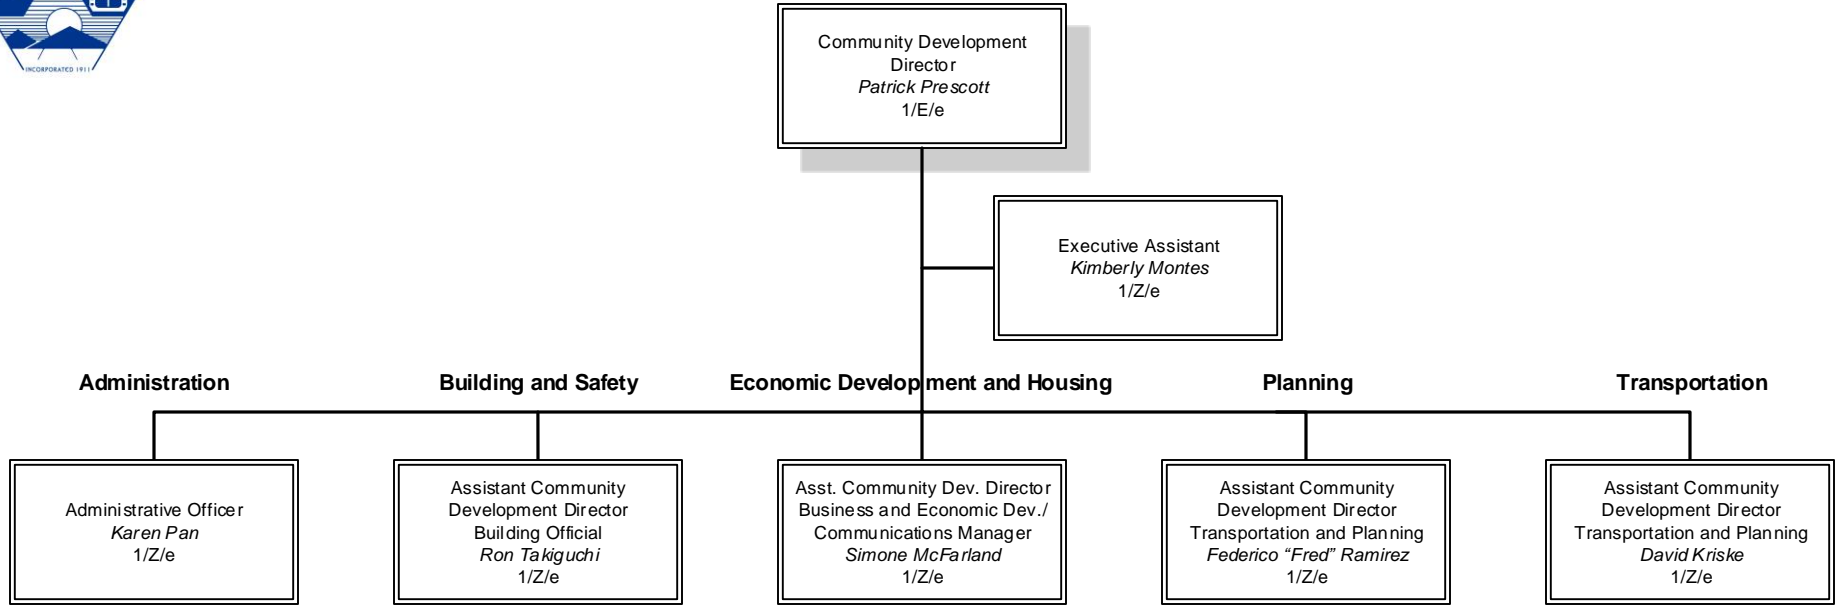 INCORPORATED 1911
Community Development
Director
Patrick Prescott
1/E/e
Executive Assistant
Kimberly Montes
1/Z/e
Administration
Building and Safety
Economic Development and Housing
Planning
Transportation
Administrative Officer
Karen Pan
1/Z/e
Assistant Community
Development Director
Building Official
Ron Takiguchi
1/Z/e
Asst. Community Dev. Director
Business and Economic Dev./
Communications Manager
Simone McFarland
1/Z/e
Assistant Community
Development Director
Transportation and Planning
Federico “Fred” Ramirez
1/Z/e
Assistant Community
Development Director
Transportation and Planning
David Kriske
1/Z/e